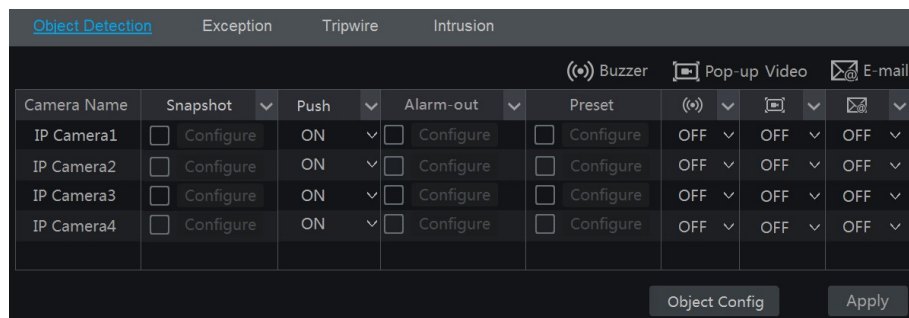 Object Detection Exception Tripwire Intrusion
Buzzer Pop-up Video E-mail
Camera Name Snapshot Push Alarm-out Preset
IP Camera1 Configure ON Configure Configure OFF OFF OFF
IP Camera2 Configure ON Configure Configure OFF OFF OFF
IP Camera3 Configure ON Configure Configure OFF OFF OFF
IP Camera4 Configure ON Configure Configure OFF OFF OFF
Object Config Apply